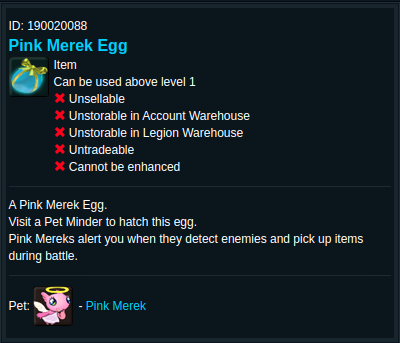 ID: 190020088
Pink Merek Egg
Item
Can be used above level 1
Unsellable
Unstorable in Account Warehouse
Unstorable in Legion Warehouse
Untradeable
Cannot be enhanced
A Pink Merek Egg.
Visit a Pet Minder to hatch this egg.
Pink Mereks alert you when they detect enemies and pick up items
during battle.
Pet: - Pink Merek